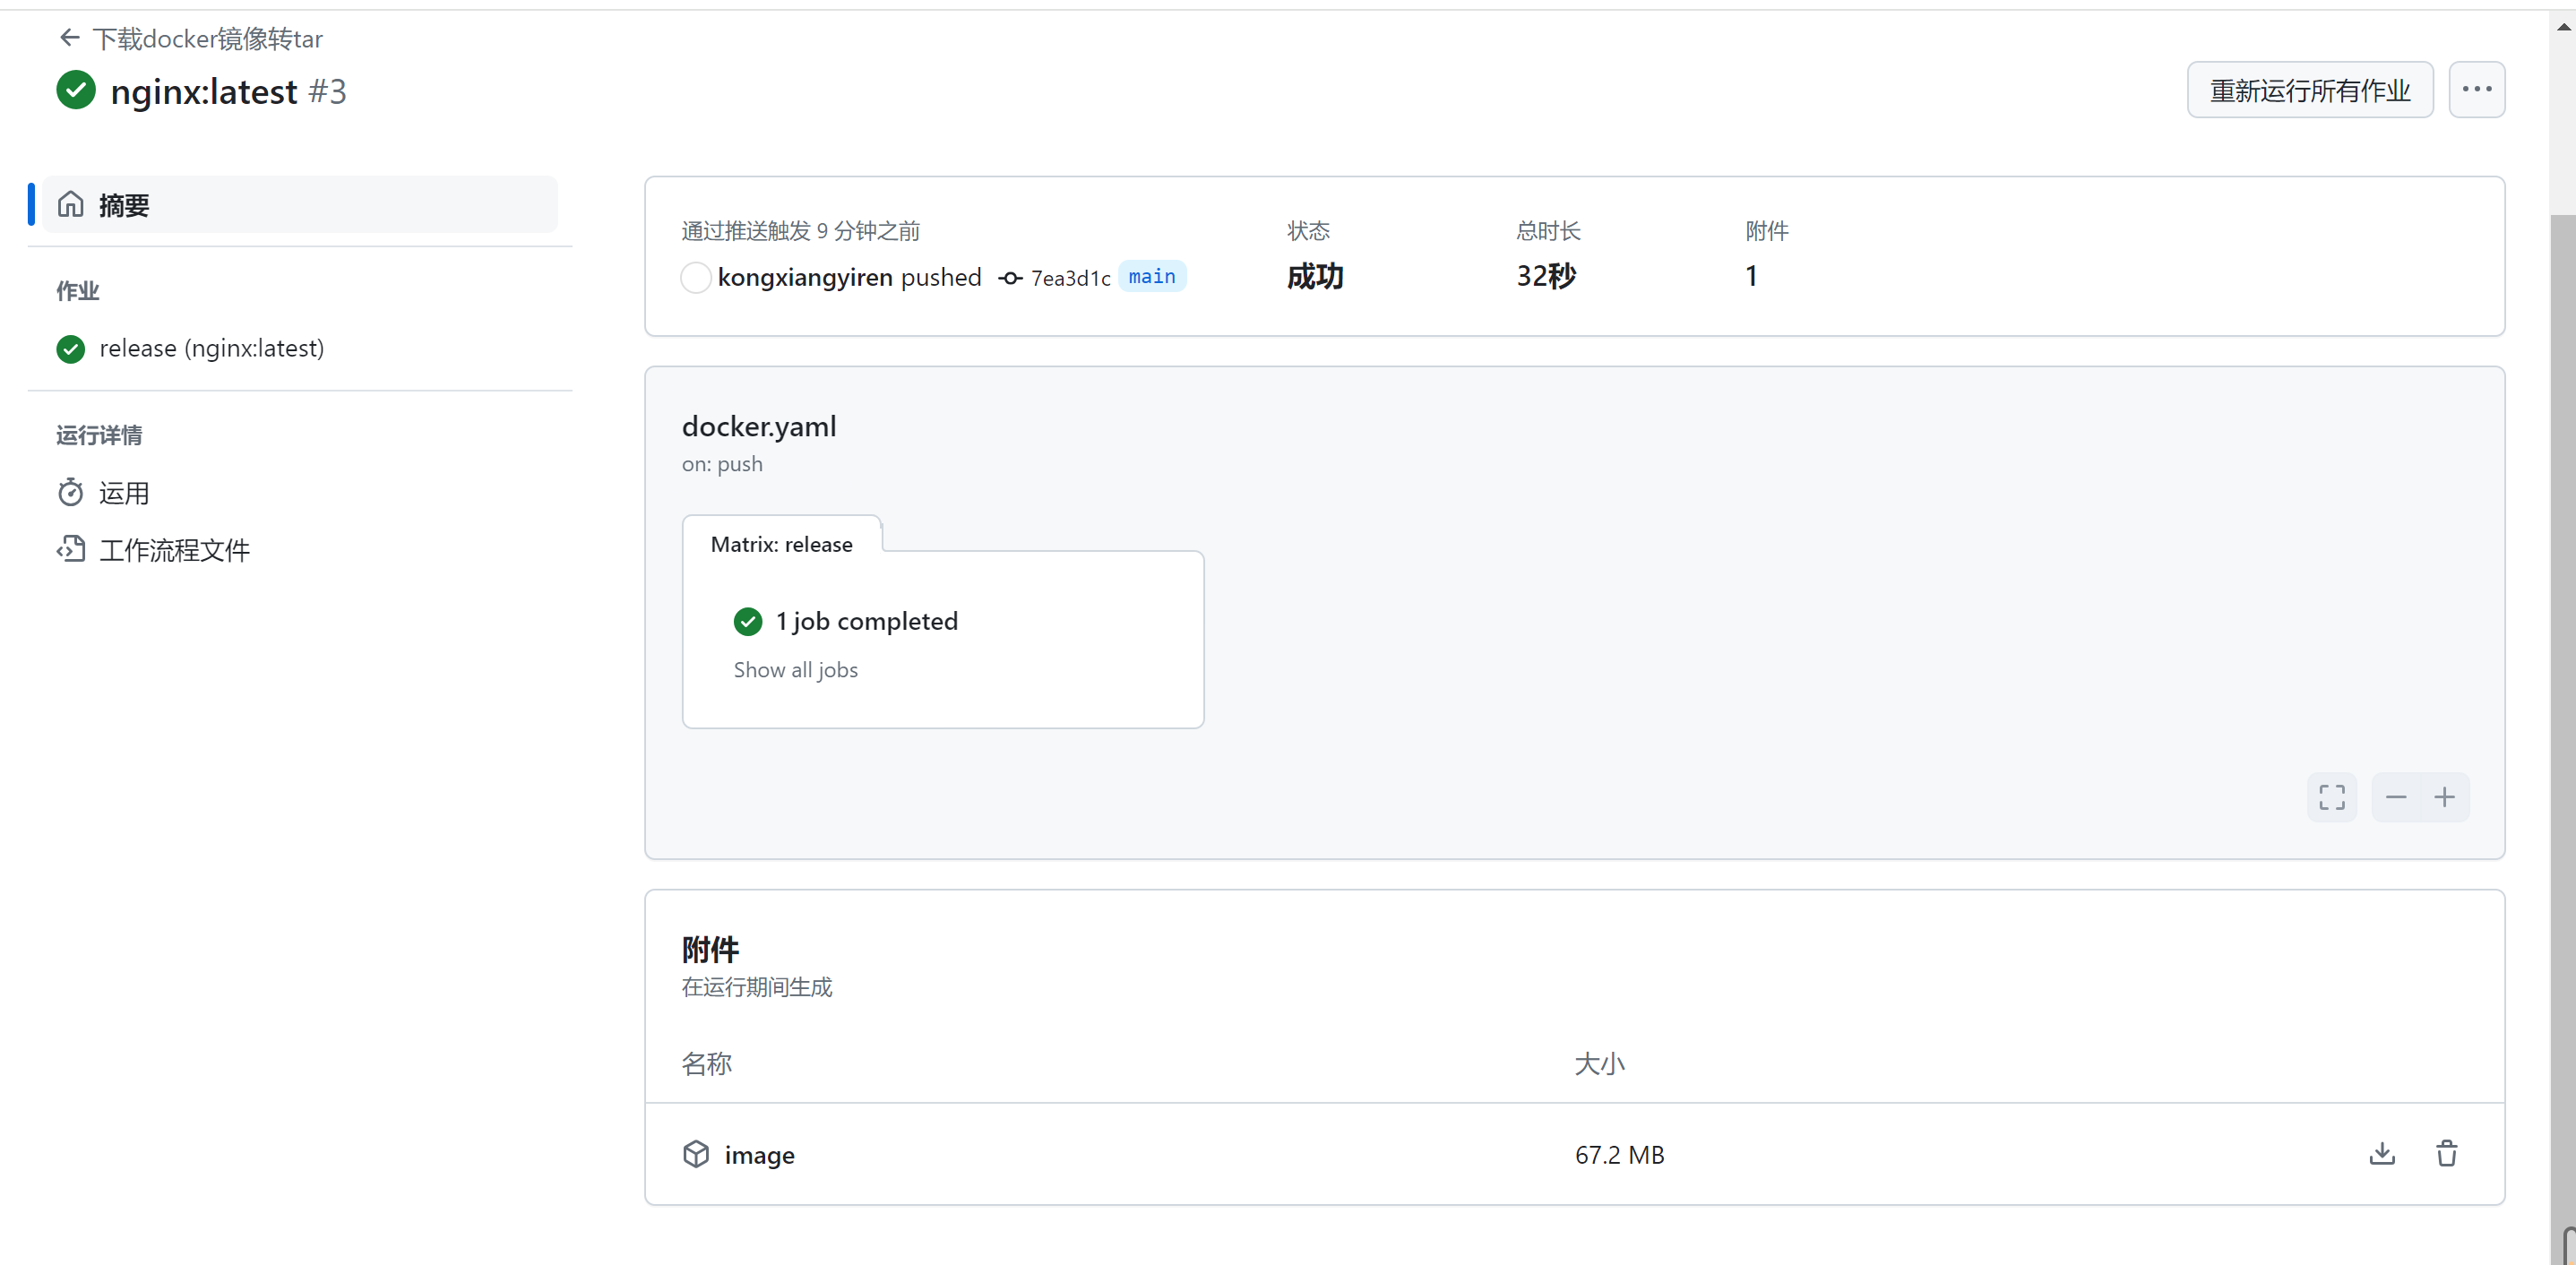 下载docker镜像转tar
nginx:latest #3
重新运行所有作业
摘要
作业
release (nginx:latest)
运行详情
运用
工作流程文件
通过推送触发 9 分钟之前
kongxiangyiren pushed 7ea3d1c main
状态
成功
总时长
32秒
附件
1
docker.yaml
on: push
Matrix: release
1 job completed
Show all jobs
附件
在运行期间生成
名称 大小
image 67.2 MB